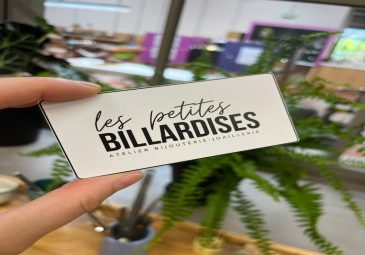 les petites
BILLARDISES
ATELIER BIJOUTERIE JOAILLERIE